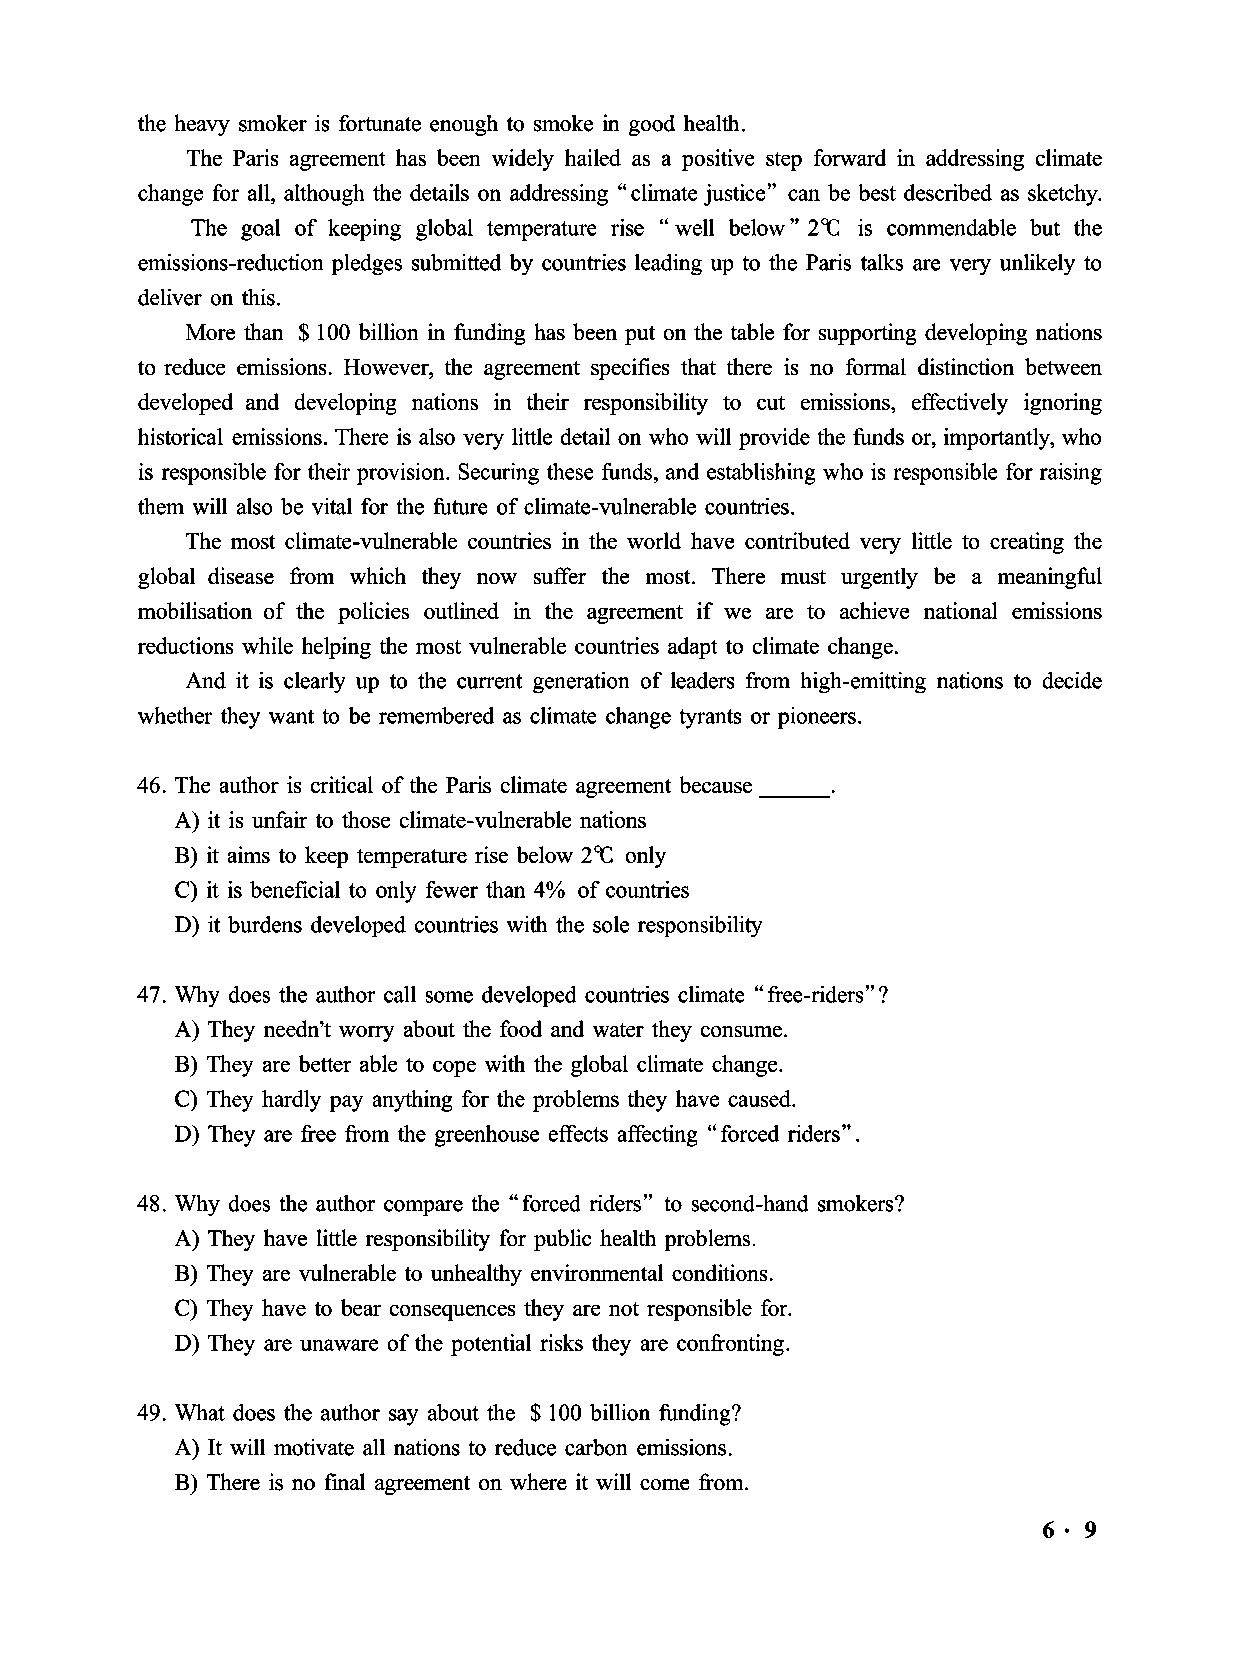 the heavy smoker is fortunate enough to smoke in good health.
The Paris agreement has been widely hailed as a positive step forward in addressing climate
change for all, although the details on addressing “climate justice” can be best described as sketchy.
The goal of keeping global temperature rise “well below” 2℃ is commendable but the
emissions-reduction pledges submitted by countries leading up to the Paris talks are very unlikely to
deliver on this.
More than $100 billion in funding has been put on the table for supporting developing nations
to reduce emissions. However, the agreement specifies that there is no formal distinction between
developed and developing nations in their responsibility to cut emissions, effectively ignoring
historical emissions. There is also very little detail on who will provide the funds or, importantly, who
is responsible for their provision. Securing these funds, and establishing who is responsible for raising
them will also be vital for the future of climate-vulnerable countries.
The most climate-vulnerable countries in the world have contributed very little to creating the
global disease from which they now suffer the most. There must urgently be a meaningful
mobilisation of the policies outlined in the agreement if we are to achieve national emissions
reductions while helping the most vulnerable countries adapt to climate change.
And it is clearly up to the current generation of leaders from high-emitting nations to decide
whether they want to be remembered as climate change tyrants or pioneers.
46. The author is critical of the Paris climate agreement because ______.
A) it is unfair to those climate-vulnerable nations
B) it aims to keep temperature rise below 2℃ only
C) it is beneficial to only fewer than 4% of countries
D) it burdens developed countries with the sole responsibility
47. Why does the author call some developed countries climate “free-riders”?
A) They needn't worry about the food and water they consume.
B) They are better able to cope with the global climate change.
C) They hardly pay anything for the problems they have caused.
D) They are free from the greenhouse effects affecting “forced riders”.
48. Why does the author compare the “forced riders” to second-hand smokers?
A) They have little responsibility for public health problems.
B) They are vulnerable to unhealthy environmental conditions.
C) They have to bear consequences they are not responsible for.
D) They are unaware of the potential risks they are confronting.
49. What does the author say about the $100 billion funding?
A) It will motivate all nations to reduce carbon emissions.
B) There is no final agreement on where it will come from.
6 · 9